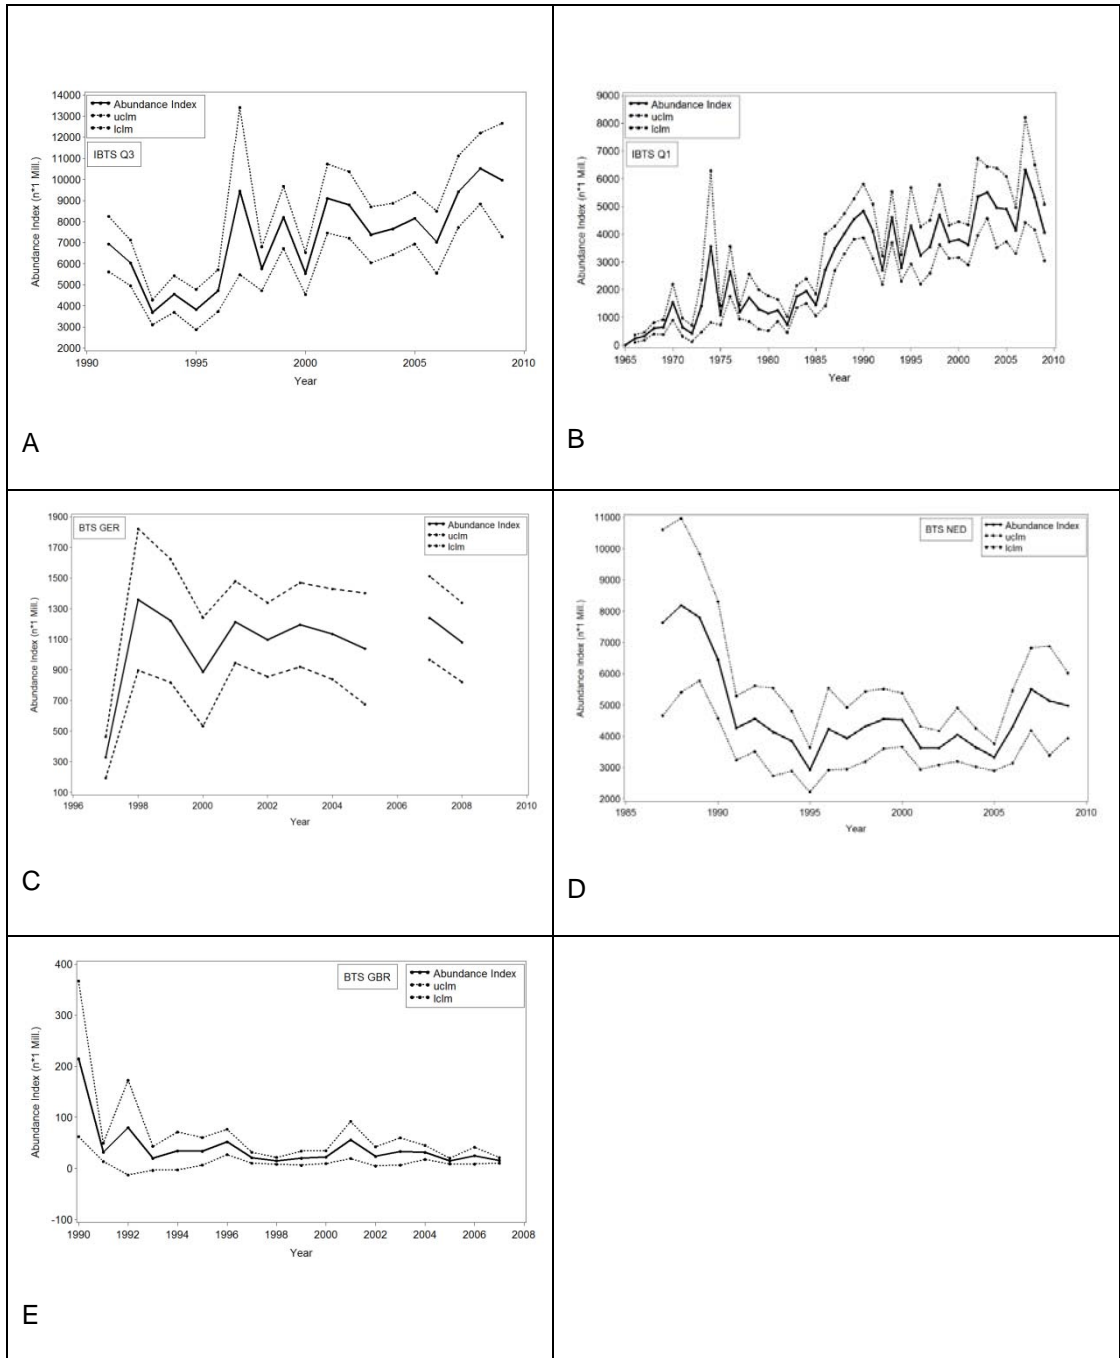 14000
13000
12000
11000
10000
9000
8000
7000
6000
5000
4000
3000
2000
Abundance Index (n*1 Mill.)
Abundance Index
uclm
lclm
IBTS Q3
1990 1995 2000 2005 2010
Year
A
9000
8000
7000
6000
5000
4000
3000
2000
1000
0
Abundance Index (n*1 Mill.)
Abundance Index
uclm
lclm
IBTS Q1
1965 1970 1975 1980 1985 1990 1995 2000 2005 2010
Year
B
1900
1700
1500
1300
1100
900
700
500
300
100
Abundance Index (n*1 Mill.)
BTS GER
Abundance Index
uclm
lclm
1996 1998 2000 2002 2004 2006 2008 2010
Year
C
11000
10000
9000
8000
7000
6000
5000
4000
3000
2000
Abundance Index (n*1 Mill.)
BTS NED
Abundance Index
uclm
lclm
1985 1990 1995 2000 2005 2010
Year
D
400
300
200
100
0
-100
Abundance Index (n*1 Mill.)
BTS GBR
Abundance Index
uclm
lclm
1990 1992 1994 1996 1998 2000 2002 2004 2006 2008
Year
E